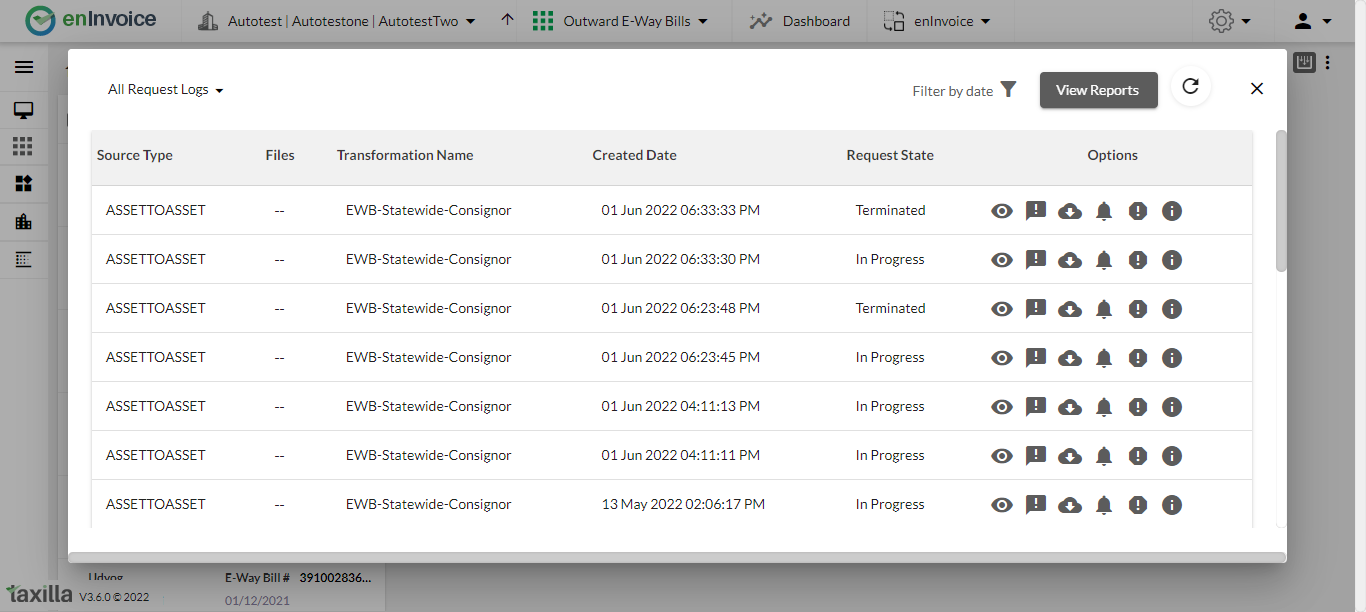 enInvoice Autotest | Autotestone | AutotestTwo Outward E-Way Bills Dashboard enInvoice
All Request Logs Filter by date View Reports
Source Type Files Transformation Name Created Date Request State Options
ASSETTOASSET -- EWB-Statewide-Consignor 01 Jun 2022 06:33:33 PM Terminated
ASSETTOASSET -- EWB-Statewide-Consignor 01 Jun 2022 06:33:30 PM In Progress
ASSETTOASSET -- EWB-Statewide-Consignor 01 Jun 2022 06:23:48 PM Terminated
ASSETTOASSET -- EWB-Statewide-Consignor 01 Jun 2022 06:23:45 PM In Progress
ASSETTOASSET -- EWB-Statewide-Consignor 01 Jun 2022 04:11:13 PM In Progress
ASSETTOASSET -- EWB-Statewide-Consignor 01 Jun 2022 04:11:11 PM In Progress
ASSETTOASSET -- EWB-Statewide-Consignor 13 May 2022 02:06:17 PM In Progress
Udyog E-Way Bill # 391002836...
taxilla V3.6.0 © 2022 01/12/2021